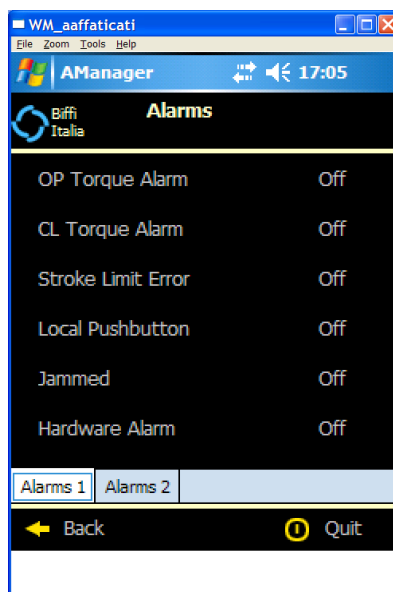 WM_aaffaticati
File Zoom Tools Help
AManager 17:05
Biffi
Italia
Alarms
OP Torque Alarm Off
CL Torque Alarm Off
Stroke Limit Error Off
Local Pushbutton Off
Jammed Off
Hardware Alarm Off
Alarms 1 Alarms 2
Back Quit